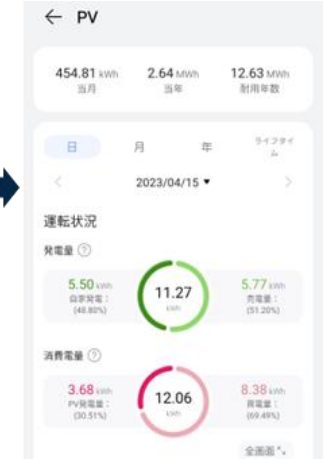 ← PV
454.81 kWh 2.64 MWh 12.63 MWh
当月 当年 耐用年数
日 月 年 ライフタイム
< 2023/04/15 ▼ >
運転状況
発電量 ?
5.50 kWh
自家発電：
(48.80%)
11.27
kWh
5.77 kWh
売電量：
(51.20%)
消費電量 ?
3.68 kWh
PV発電量：
(30.51%)
12.06
kWh
8.38 kWh
買電量：
(69.49%)
全画面